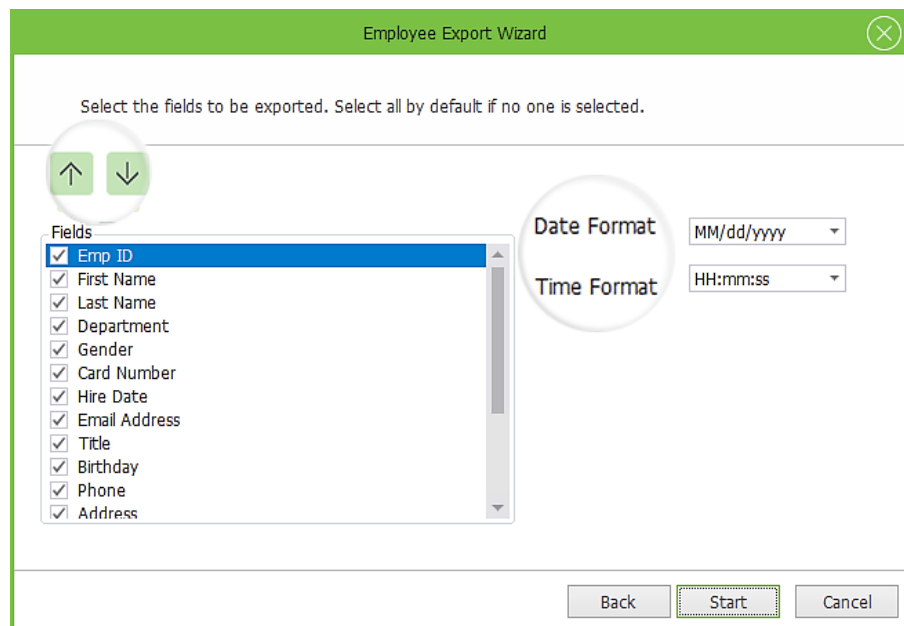 Employee Export Wizard
Select the fields to be exported. Select all by default if no one is selected.
Fields
Emp ID
First Name
Last Name
Department
Gender
Card Number
Hire Date
Email Address
Title
Birthday
Phone
Address
Date Format MM/dd/yyyy
Time Format HH:mm:ss
Back Start Cancel